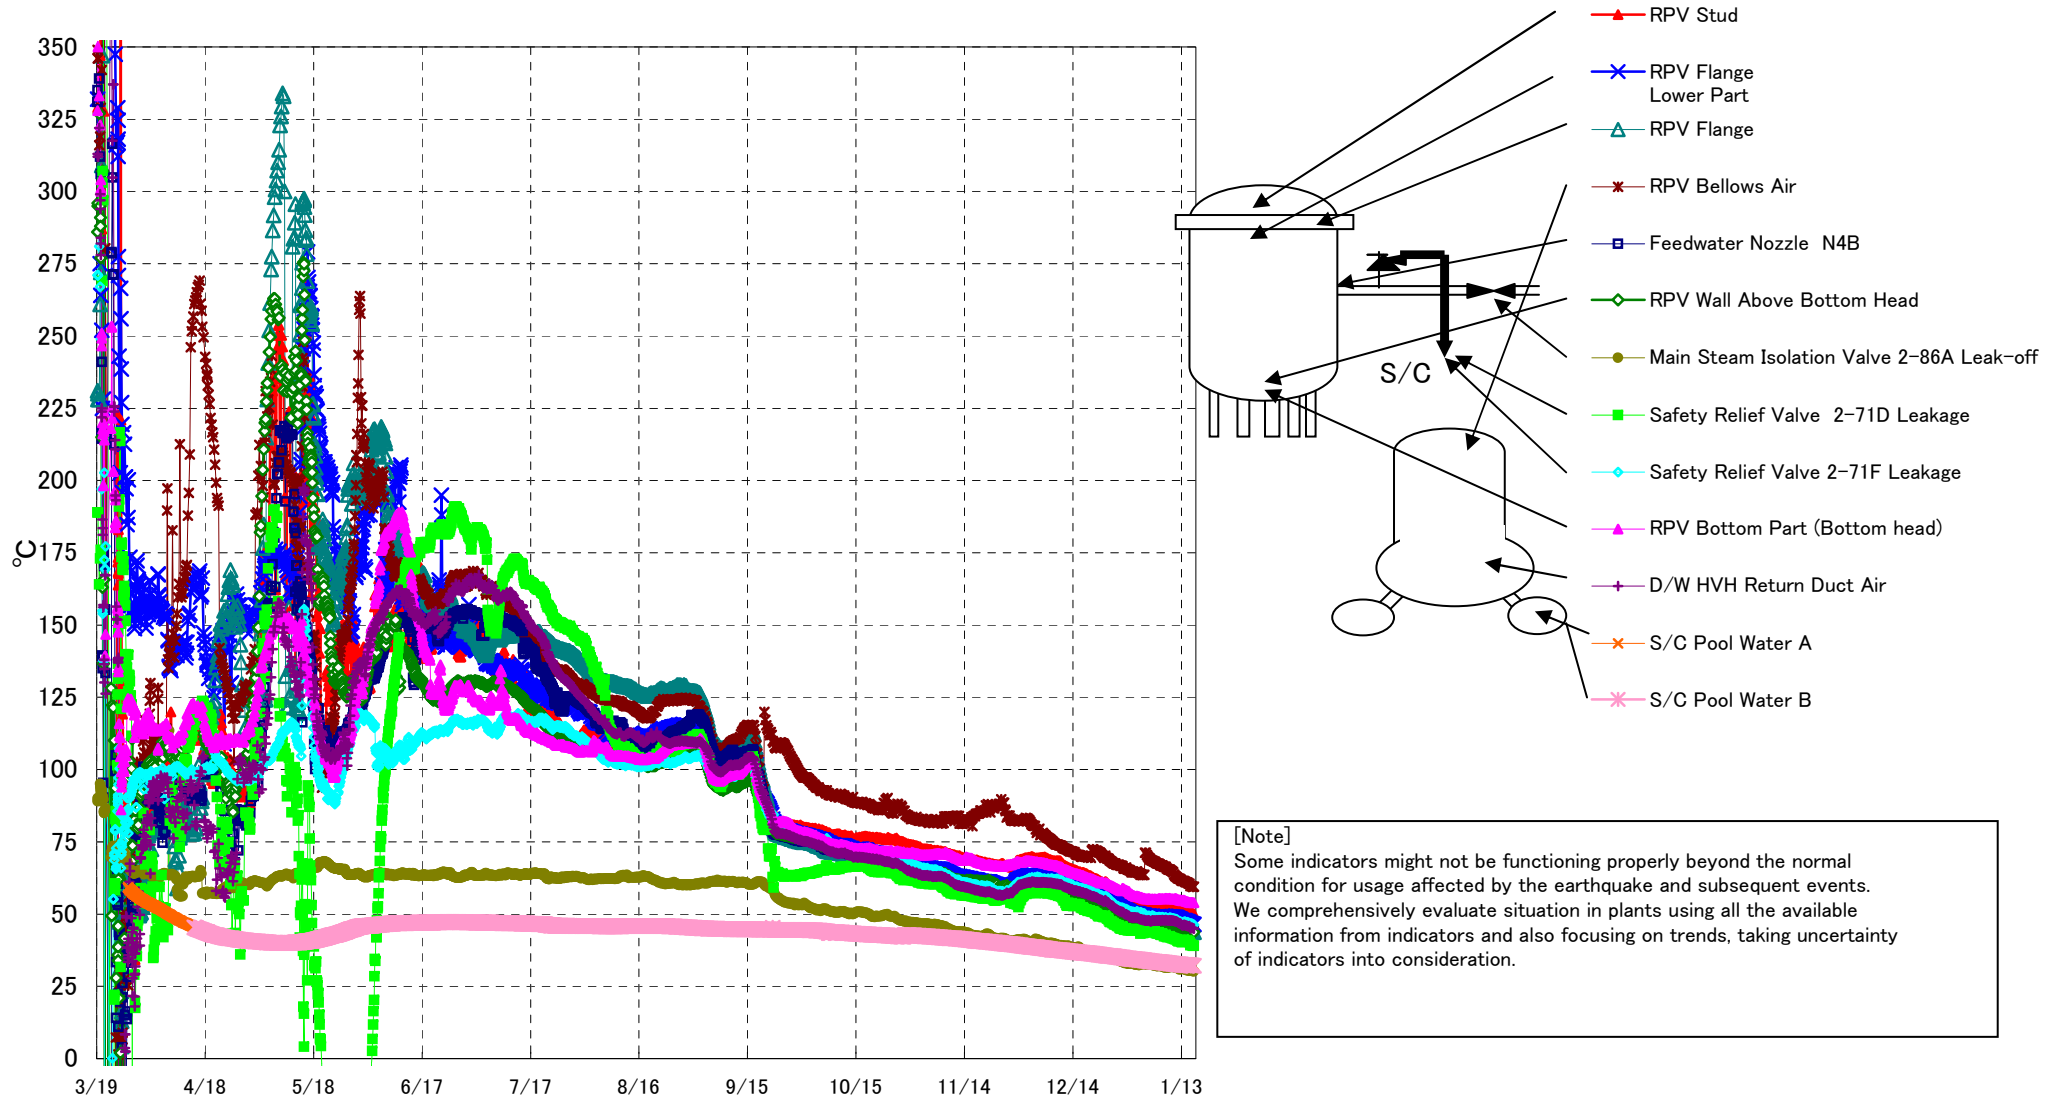 350
325
300
275
250
225
200
175
150
125
100
75
50
25
0
℃
3/19 4/18 5/18 6/17 7/17 8/16 9/15 10/15 11/14 12/14 1/13
RPV Stud
RPV Flange
Lower Part
RPV Flange
RPV Bellows Air
Feedwater Nozzle N4B
RPV Wall Above Bottom Head
Main Steam Isolation Valve 2-86A Leak-off
Safety Relief Valve 2-71D Leakage
Safety Relief Valve 2-71F Leakage
RPV Bottom Part (Bottom head)
D/W HVH Return Duct Air
S/C Pool Water A
S/C Pool Water B
S/C
[Note]
Some indicators might not be functioning properly beyond the normal
condition for usage affected by the earthquake and subsequent events.
We comprehensively evaluate situation in plants using all the available
information from indicators and also focusing on trends, taking uncertainty
of indicators into consideration.